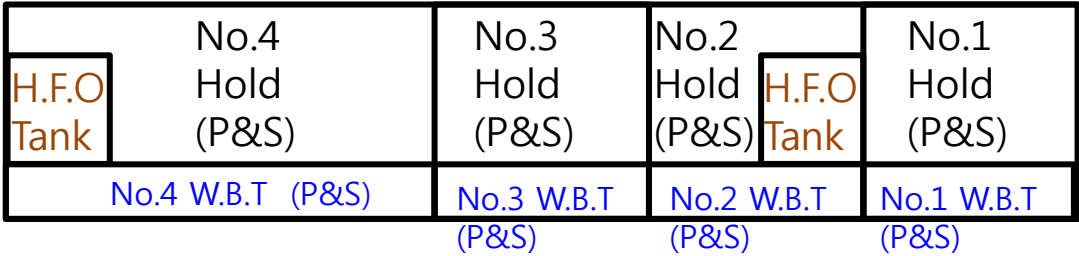 No.4
Hold
(P&S)
H.F.O
Tank
No.3
Hold
(P&S)
No.2
Hold
(P&S)
H.F.O
Tank
No.1
Hold
(P&S)
No.4 W.B.T (P&S)
No.3 W.B.T
(P&S)
No.2 W.B.T
(P&S)
No.1 W.B.T
(P&S)